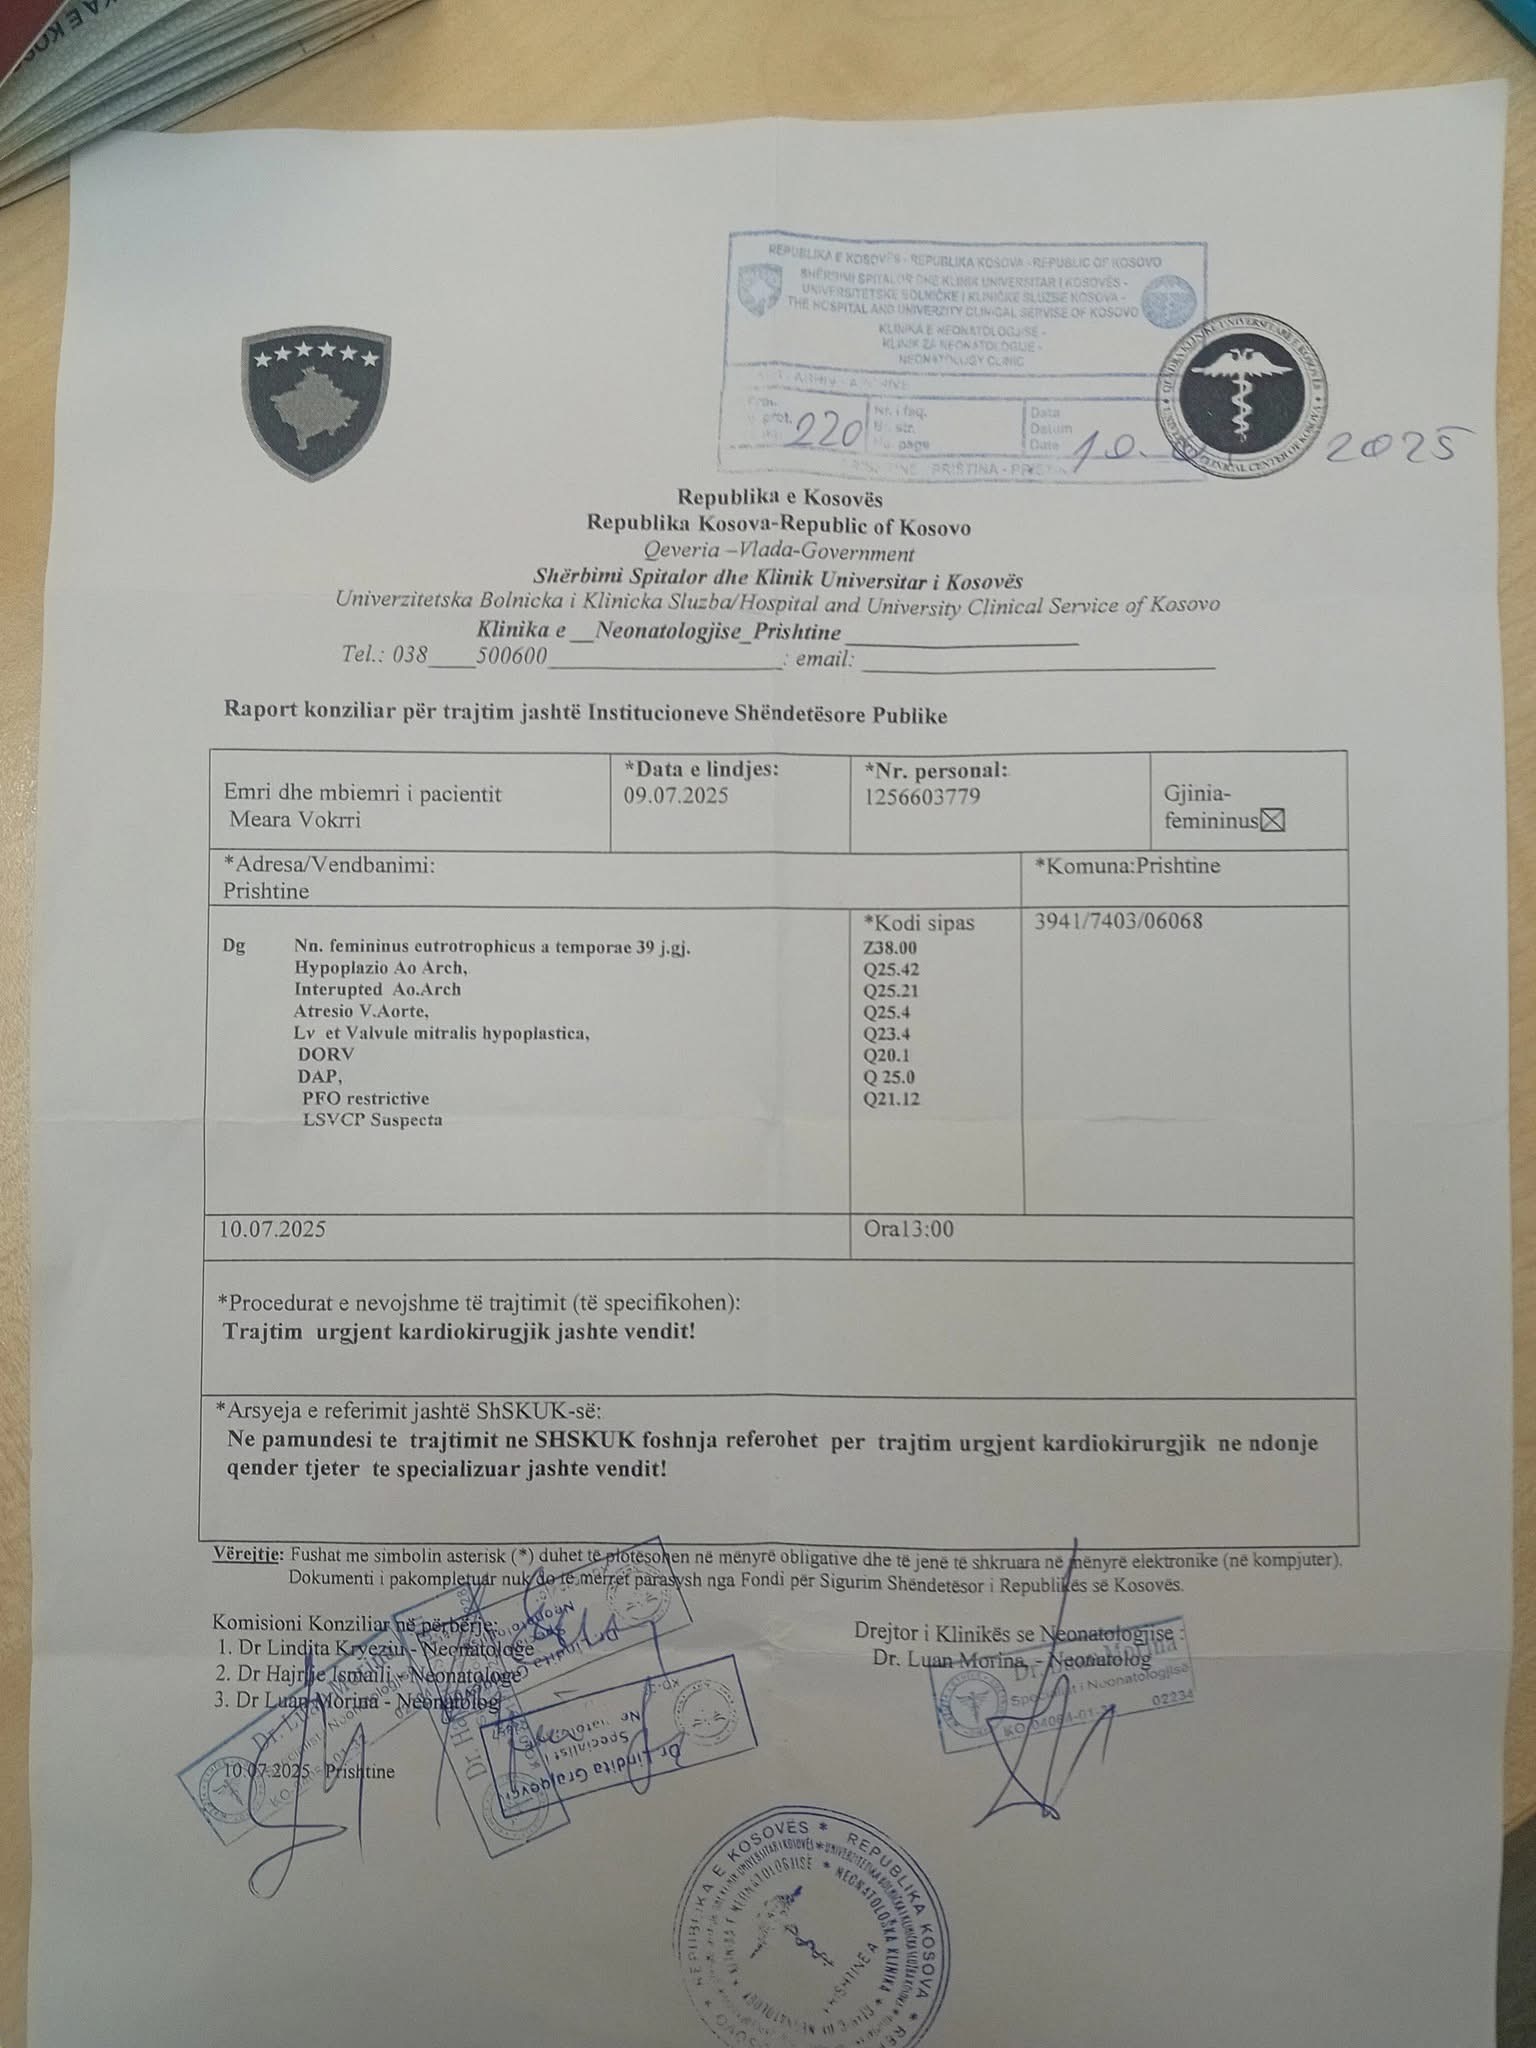 REPUBLIKA E KOSOVËS - REPUBLIKA KOSOVA - REPUBLIC OF KOSOVO
SHËRBIMI SPITALOR DHE KLINIK UNIVERSITAR I KOSOVËS -
UNIVERSITETSKE BOLNIČKE I KLINIČKE SLUZBE KOSOVA -
THE HOSPITAL AND UNIVERZITY CLINICAL SERVISE OF KOSOVO
KLINIKA E NEONATOLOGJISE -
KLINIK ZA NEONATOLOGIJE -
NEONATOLOGY CLINIC
prot. 220
Nr. i faq.
Nr. str.
No. page
Data
Datum
Date 10.
2025
PRISTINA
Republika e Kosovës
Republika Kosova-Republic of Kosovo
Qeveria –Vlada-Government
Shërbimi Spitalor dhe Klinik Universitar i Kosovës
Univerzitetska Bolnicka i Klinicka Sluzba/Hospital and University Clinical Service of Kosovo
Klinika e __Neonatologjise_Prishtine____________________
Tel.: 038____500600____________________: email: ______________________________
Raport konziliar për trajtim jashtë Institucioneve Shëndetësore Publike
Emri dhe mbiemri i pacientit
Meara Vokrri
*Data e lindjes:
09.07.2025
*Nr. personal:
1256603779
Gjinia-
femininus☒
*Adresa/Vendbanimi:
Prishtine
*Komuna:Prishtine
*Kodi sipas
3941/7403/06068
Dg Nn. femininus eutrotrophicus a temporae 39 j.gj. Z38.00
Hypoplazio Ao Arch, Q25.42
Interupted Ao.Arch Q25.21
Atresio V.Aorte, Q25.4
Lv et Valvule mitralis hypoplastica, Q23.4
DORV Q20.1
DAP, Q 25.0
PFO restrictive Q21.12
LSVCP Suspecta
10.07.2025
Ora13:00
*Procedurat e nevojshme të trajtimit (të specifikohen):
Trajtim urgjent kardiokirugjik jashte vendit!
*Arsyeja e referimit jashtë ShSKUK-së:
Ne pamundesi te trajtimit ne SHSKUK foshnja referohet per trajtim urgjent kardiokirurgjik ne ndonje
qender tjeter te specializuar jashte vendit!
Vërejtje: Fushat me simbolin asterisk (*) duhet të plotësohen në mënyrë obligative dhe të jenë të shkruara në mënyrë elektronike (në kompjuter).
Dokumenti i pakompletuar nuk do të merret parasysh nga Fondi për Sigurim Shëndetësor i Republikës së Kosovës.
Komisioni Konziliar në përbërje:
1. Dr Lindita Kryeziu - Neonatologe
2. Dr Hajrije Ismaili - Neonatologe
3. Dr Luan Morina - Neonatolog
10.07.2025 Prishtine
Drejtor i Klinikës se Neonatologjise :
Dr. Luan Morina, - Neonatolog
Specialist i Neonatologjisë
02234
Dr Lindita Grajqevci
Specialist i
REPUBLIKA E KOSOVËS * REPUBLIKA KOSOVA *
NEONATOLOŠKA KLINIKA